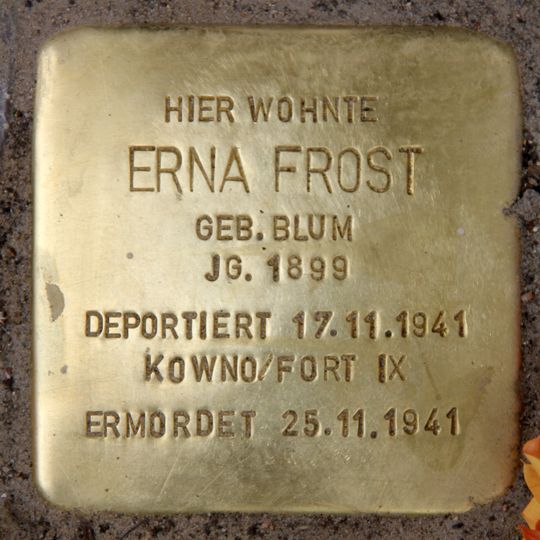 HIER WOHNTE
ERNA FROST
GEB. BLUM
JG. 1899
DEPORTIERT 17.11.1941
KOWNO/FORT IX
ERMORDET 25.11.1941